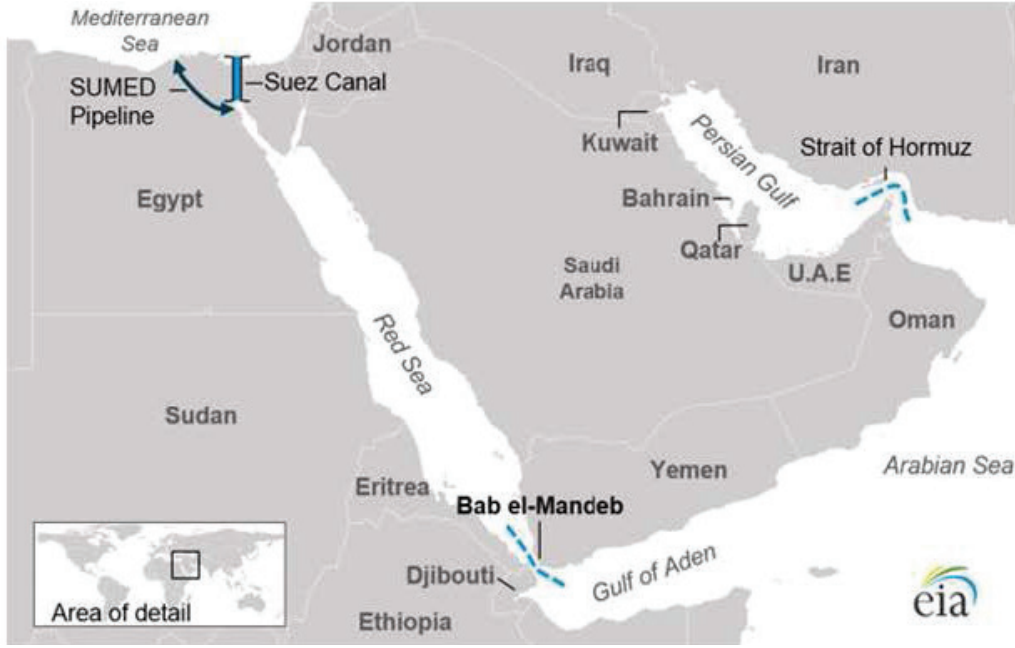 Mediterranean
Sea
Jordan
Iraq
Iran
SUMED
Pipeline
Suez Canal
Kuwait
Persian Gulf
Strait of Hormuz
Egypt
Bahrain
Qatar
Saudi
Arabia
U.A.E
Oman
Red Sea
Sudan
Yemen
Arabian Sea
Eritrea
Bab el-Mandeb
Gulf of Aden
Djibouti
Area of detail
Ethiopia
eia